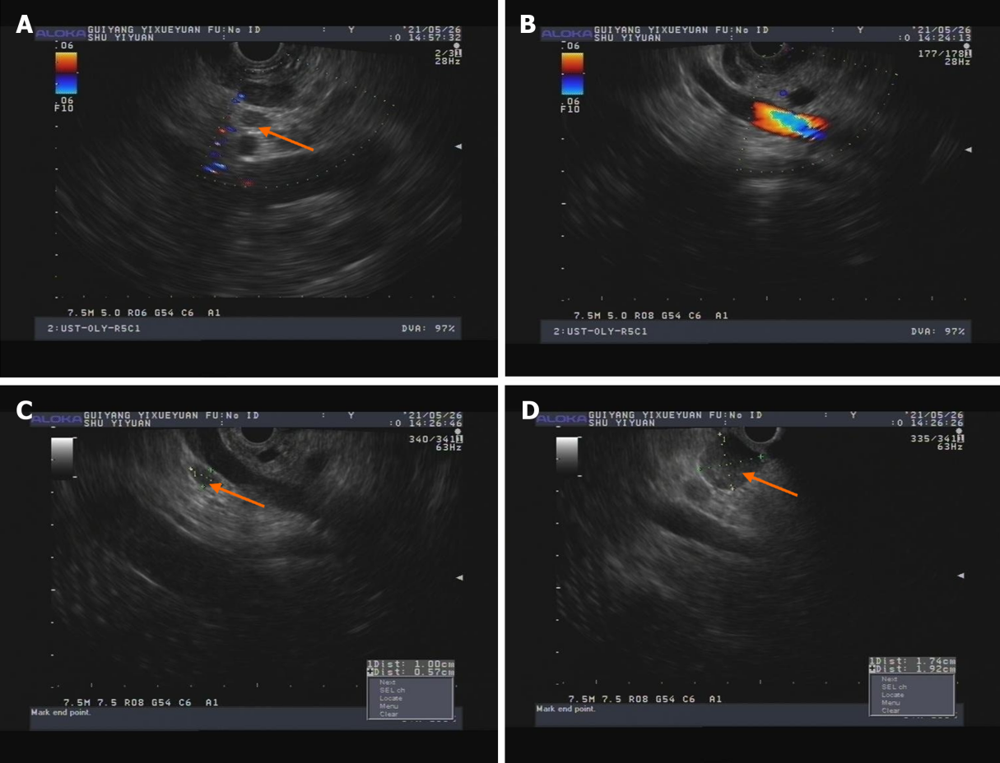 A
ALOKA GUIYANG YIXUEYUAN FU:No ID : Y '21/05/26
SHU YIYUAN : :0 14:57:32
.06
2/31
28Hz
.06
F10
7.5M 5.0 R06 G54 C6 A1
2:UST-OLY-R5C1 DVA: 97%
B
ALOKA GUIYANG YIXUEYUAN FU:No ID : Y '21/05/26
SHU YIYUAN : :0 14:24:13
.06
177/178
28Hz
.06
F10
7.5M 5.0 R08 G54 C6 A1
2:UST-OLY-R5C1 DVA: 97%
C
ALOKA GUIYANG YIXUEYUAN FU:No ID : Y '21/05/26
SHU YIYUAN : :0 14:26:46
340/341
63Hz
1Dist: 1.00cm
+Dist: 0.57cm
Next
SEL ch
Locate
Menu
Clear
7.5M 7.5 R08 G54 C6 A1
Mark end point.
D
ALOKA GUIYANG YIXUEYUAN FU:No ID : Y '21/05/26
SHU YIYUAN : :0 14:26:26
335/341
63Hz
1Dist: 1.74cm
+Dist: 1.92cm
Next
SEL ch
Locate
Menu
Clear
7.5M 7.5 R08 G54 C6 A1
Mark end point.